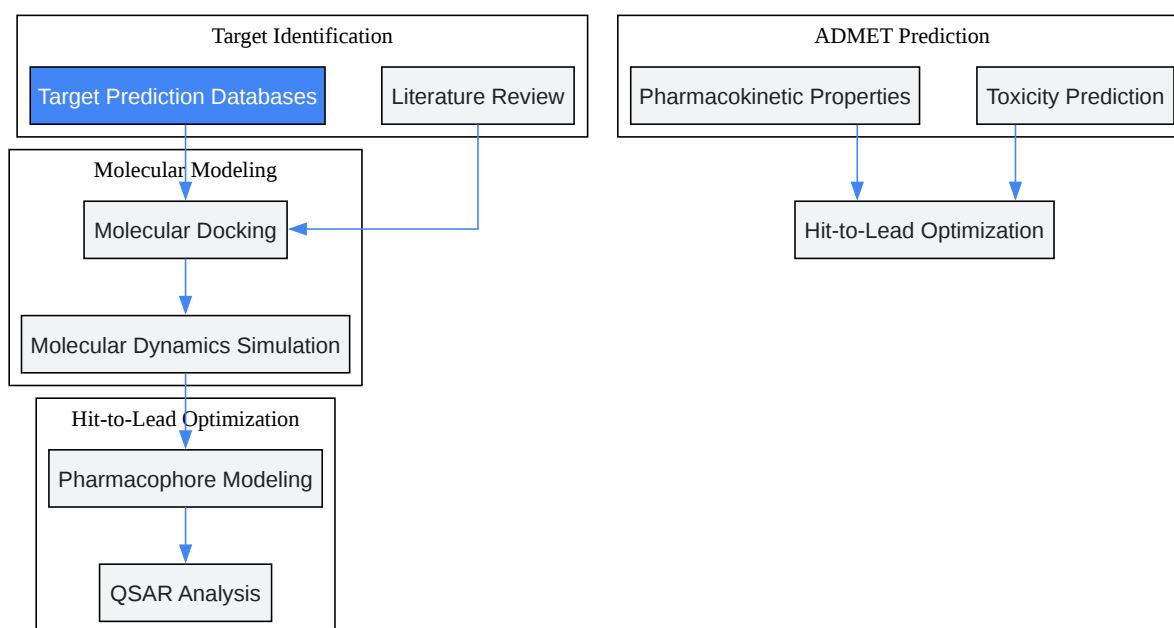 Target Identification
Target Prediction Databases
Literature Review
Molecular Modeling
Molecular Docking
Molecular Dynamics Simulation
Hit-to-Lead Optimization
Pharmacophore Modeling
QSAR Analysis
ADMET Prediction
Pharmacokinetic Properties
Toxicity Prediction
Hit-to-Lead Optimization